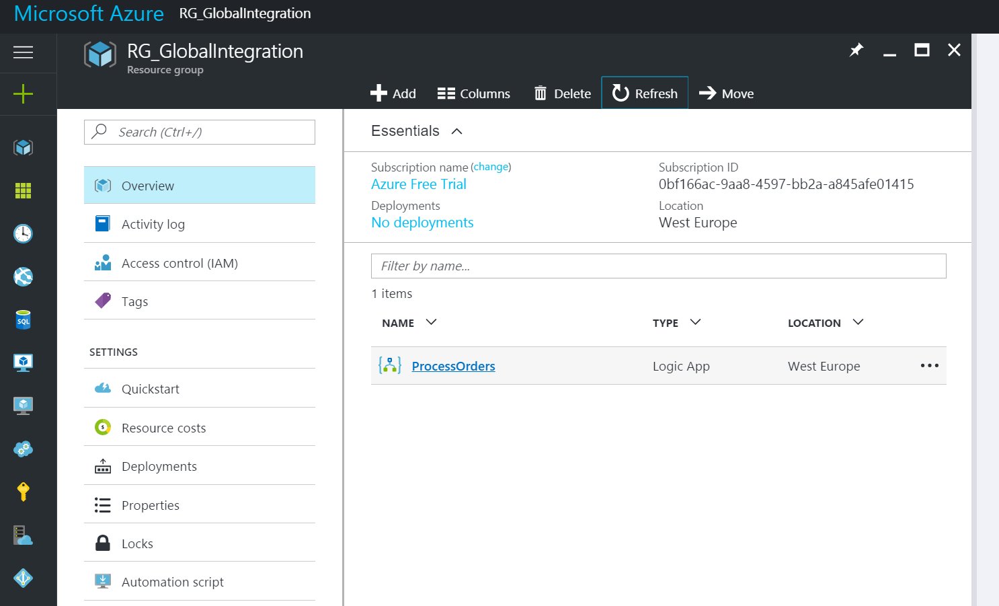 Microsoft Azure RG_GlobalIntegration
RG_GlobalIntegration
Resource group
Add Columns Delete Refresh Move
Search (Ctrl+/)
Overview
Activity log
Access control (IAM)
Tags
SETTINGS
Quickstart
Resource costs
Deployments
Properties
Locks
Automation script
Essentials
Subscription name (change)
Azure Free Trial
Deployments
No deployments
Subscription ID
0bf166ac-9aa8-4597-bb2a-a845afe01415
Location
West Europe
Filter by name...
1 items
NAME TYPE LOCATION
ProcessOrders Logic App West Europe
SQL